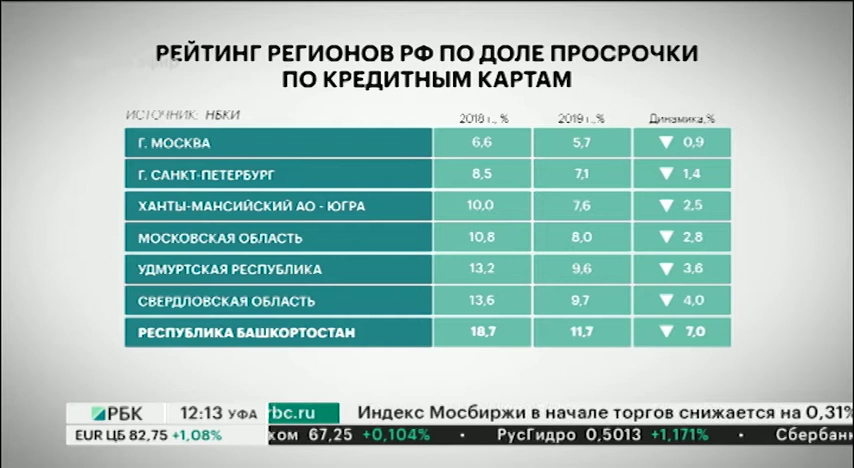 РЕЙТИНГ РЕГИОНОВ РФ ПО ДОЛЕ ПРОСРОЧКИ
ПО КРЕДИТНЫМ КАРТАМ
ИСТОЧНИК: НБКИ 2018 г., % 2019 г., % Динамика,%
Г. МОСКВА 6,6 5,7 ▼ 0,9
Г. САНКТ-ПЕТЕРБУРГ 8,5 7,1 ▼ 1,4
ХАНТЫ-МАНСИЙСКИЙ АО - ЮГРА 10,0 7,6 ▼ 2,5
МОСКОВСКАЯ ОБЛАСТЬ 10,8 8,0 ▼ 2,8
УДМУРТСКАЯ РЕСПУБЛИКА 13,2 9,6 ▼ 3,6
СВЕРДЛОВСКАЯ ОБЛАСТЬ 13,6 9,7 ▼ 4,0
РЕСПУБЛИКА БАШКОРТОСТАН 18,7 11,7 ▼ 7,0
РБК 12:13 УФА rbc.ru Индекс Мосбиржи в начале торгов снижается на 0,31%
EUR ЦБ 82,75 +1,08% ком 67,25 +0,104% • РусГидро 0,5013 +1,171% • Сбербанк